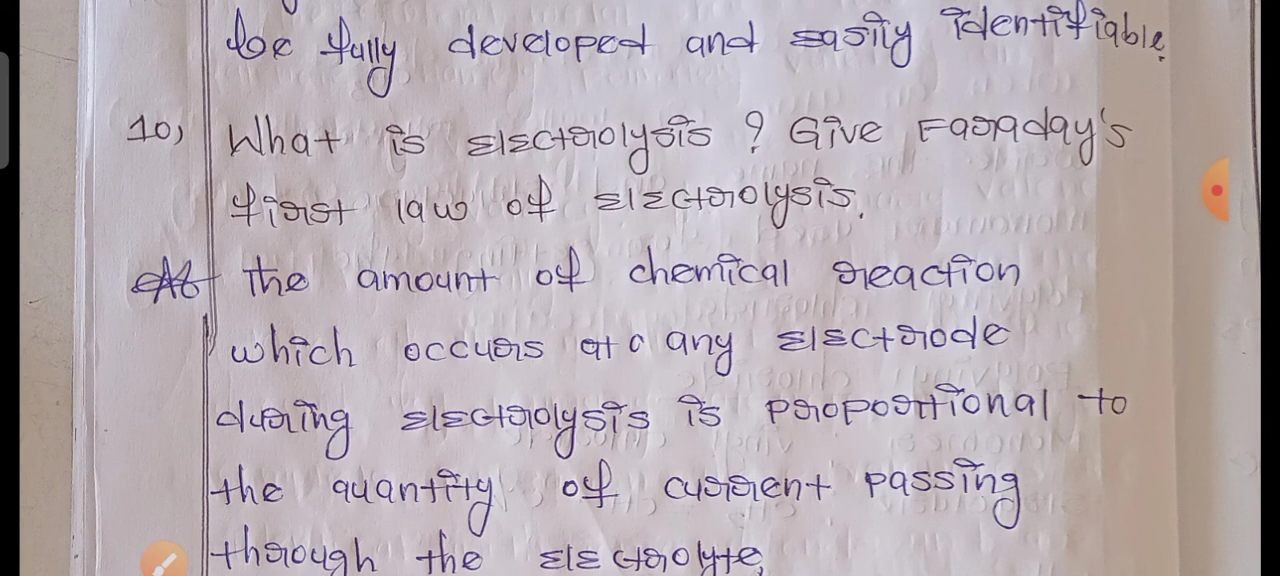 be fully developed and easily identifiable.
10) What is electrolysis ? Give Faraday's
first law of electrolysis.
the amount of chemical reaction
which occurs at any electrode
during electrolysis is proportional to
the quantity of current passing
through the electrolyte.